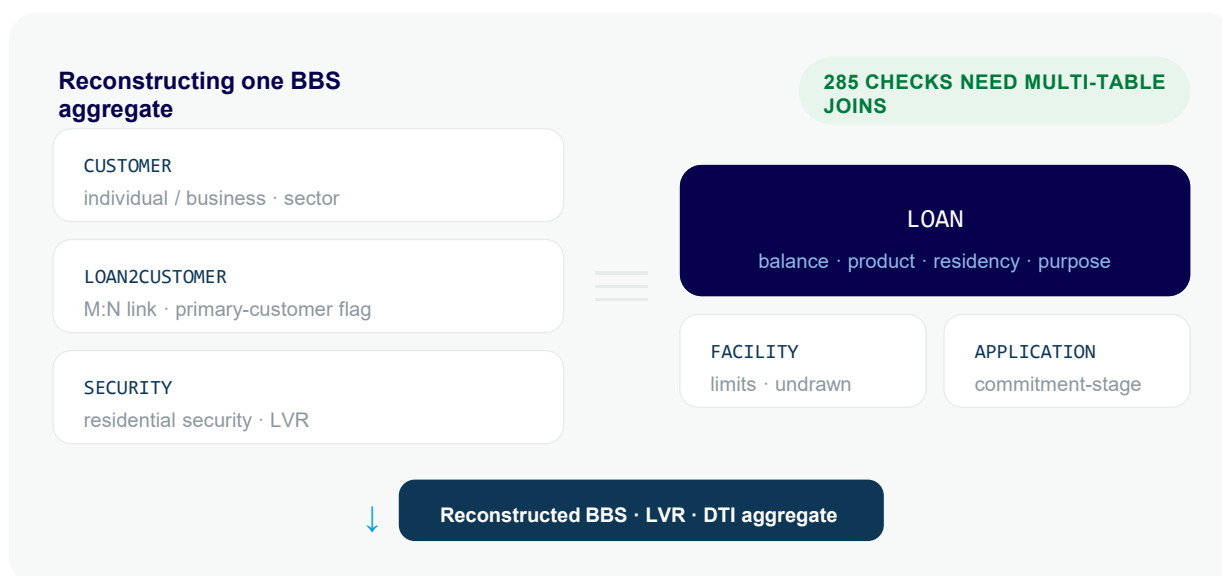 Reconstructing one BBS
aggregate
285 CHECKS NEED MULTI-TABLE
JOINS
CUSTOMER
individual / business · sector
LOAN2CUSTOMER
M:N link · primary-customer flag
SECURITY
residential security · LVR
LOAN
balance · product · residency · purpose
FACILITY
limits · undrawn
APPLICATION
commitment-stage
↓ Reconstructed BBS · LVR · DTI aggregate